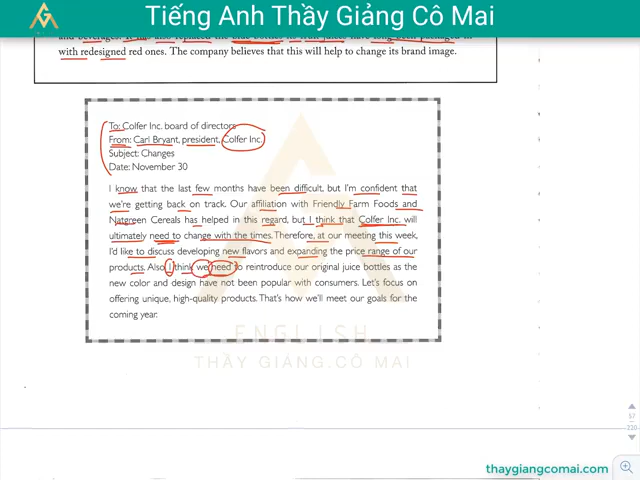 Tiếng Anh Thầy Giảng Cô Mai
with redesigned red ones. The company believes that this will help to change its brand image.
To: Colfer Inc. board of directors
From: Carl Bryant, president, Colfer Inc.
Subject: Changes
Date: November 30
I know that the last few months have been difficult, but I'm confident that
we're getting back on track. Our affiliation with Friendly Farm Foods and
Natgreen Cereals has helped in this regard, but I think that Colfer Inc. will
ultimately need to change with the times. Therefore, at our meeting this week,
I'd like to discuss developing new flavors and expanding the price range of our
products. Also I think we need to reintroduce our original juice bottles as the
new color and design have not been popular with consumers. Let's focus on
offering unique, high-quality products. That's how we'll meet our goals for the
coming year.
ENGLISH
THẦY GIẢNG.CÔ MAI
57
220
thaygiangcomai.com